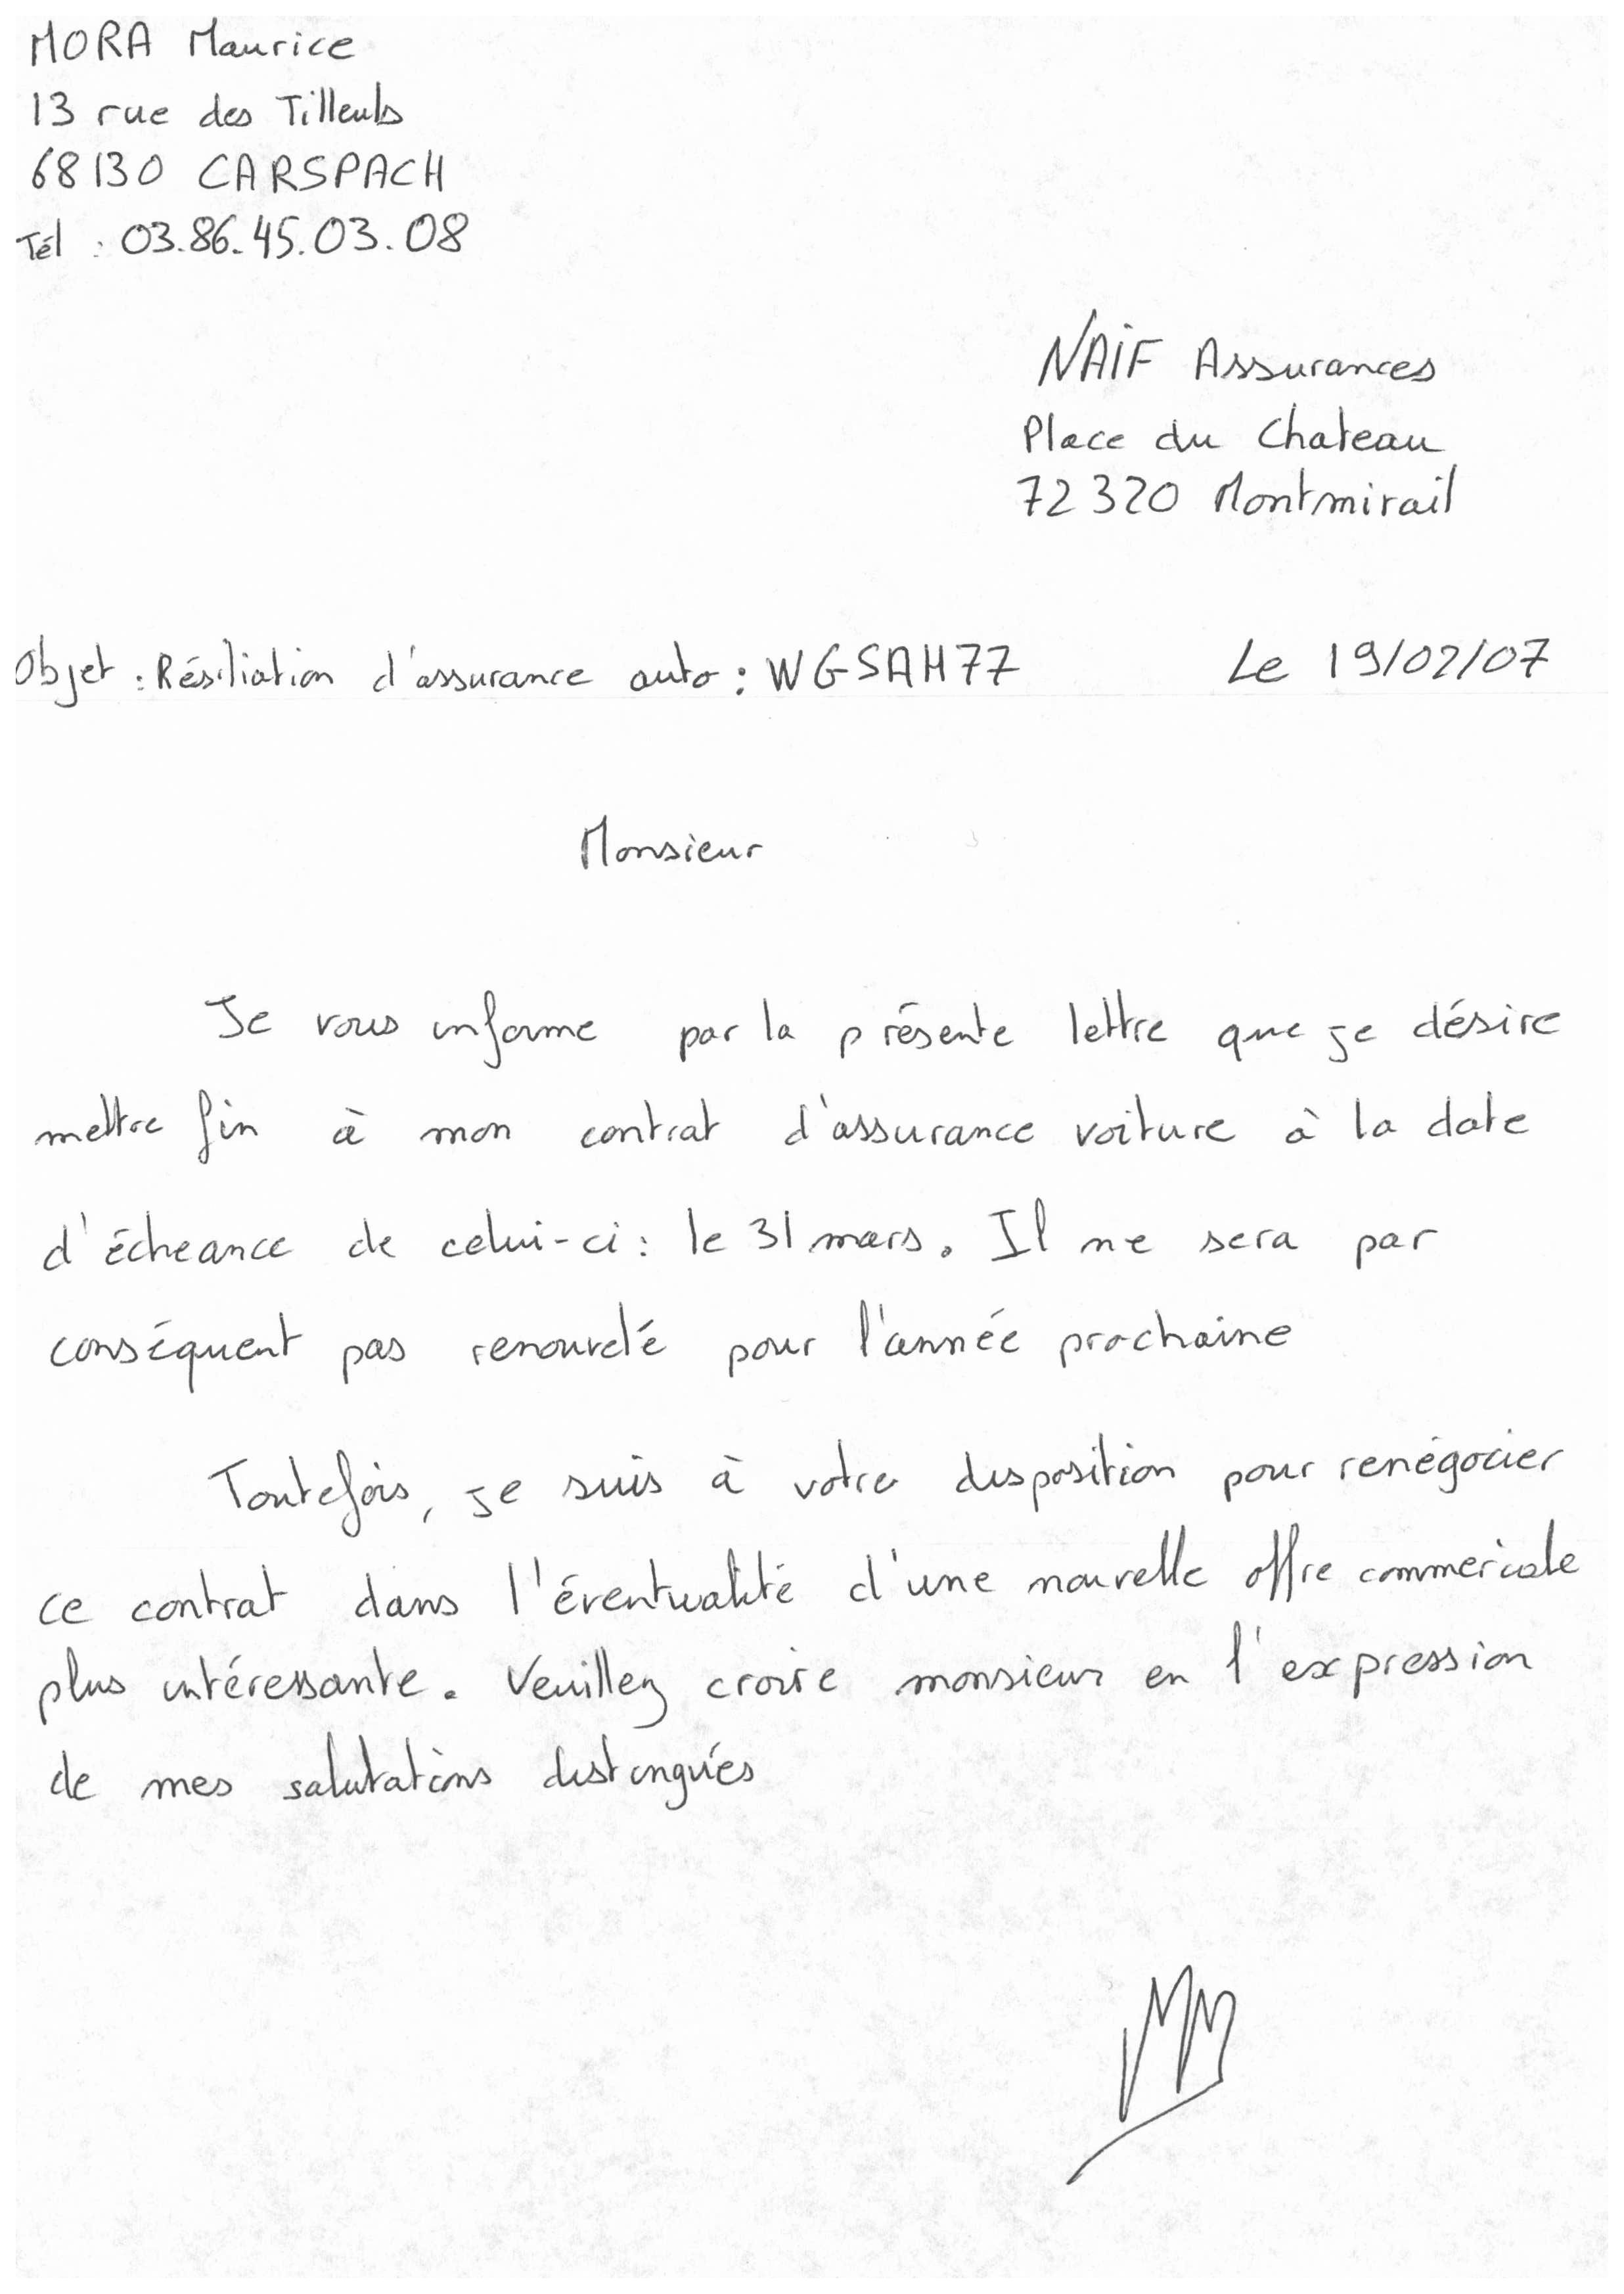 MORA Maurice
13 rue des Tilleuls
68130 CARSPACH
Tél : 03.86.45.03.08
NAIF Assurances
Place du Chateau
72320 Montmirail
Objet : Résiliation d'assurance auto : WGSAH77 Le 19/02/07
Monsieur
Je vous informe par la présente lettre que je désire
mettre fin à mon contrat d'assurance voiture à la date
d'écheance de celui-ci : le 31 mars. Il ne sera par
conséquent pas renouvelé pour l'année prochaine
Toutefois, je suis à votre disposition pour renégocier
ce contrat dans l'éventualité d'une nouvelle offre commericale
plus intéressante. Veuillez croire monsieur en l'expression
de mes salutations distinguées